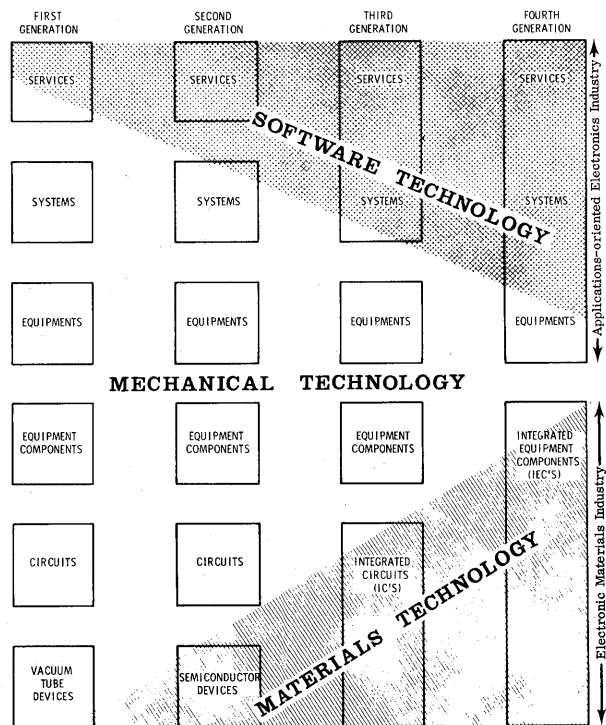 FIRST
GENERATION
SECOND
GENERATION
THIRD
GENERATION
FOURTH
GENERATION
SERVICES
SERVICES
SERVICES
SERVICES
SOFTWARE TECHNOLOGY
SYSTEMS
SYSTEMS
SYSTEMS
SYSTEMS
EQUIPMENTS
EQUIPMENTS
EQUIPMENTS
EQUIPMENTS
Applications-oriented Electronics Industry
MECHANICAL TECHNOLOGY
EQUIPMENT
COMPONENTS
EQUIPMENT
COMPONENTS
EQUIPMENT
COMPONENTS
INTEGRATED
EQUIPMENT
COMPONENTS
(IEC'S)
CIRCUITS
CIRCUITS
INTEGRATED
CIRCUITS
(IC'S)
MATERIALS TECHNOLOGY
VACUUM
TUBE
DEVICES
SEMICONDUCTOR
DEVICES
Electronic Materials Industry